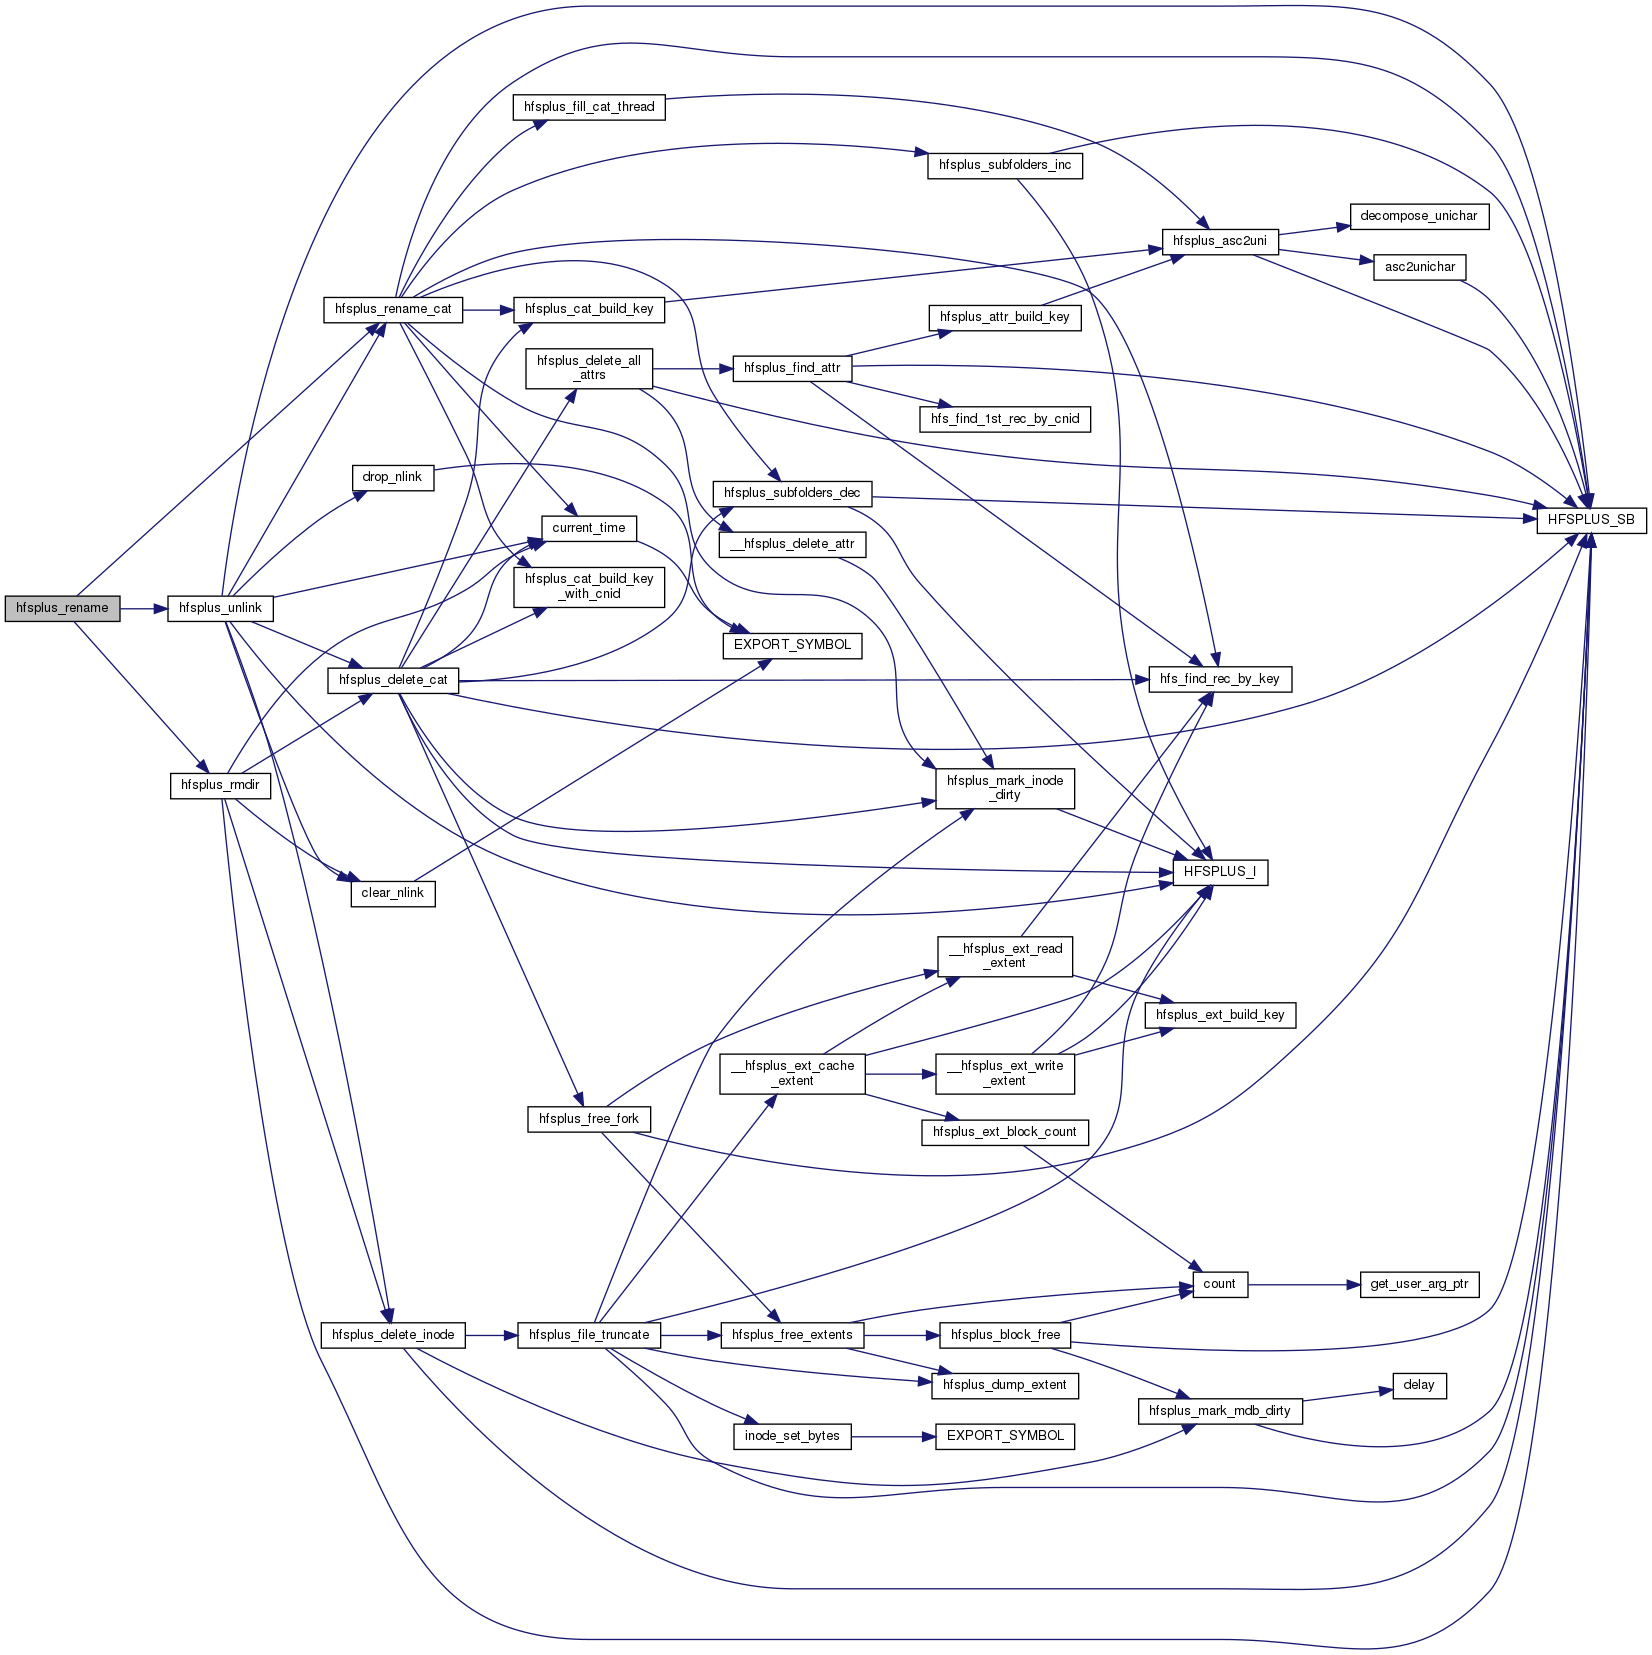 hfsplus_fill_cat_thread
hfsplus_subfolders_inc
decompose_unichar
hfsplus_asc2uni
asc2unichar
hfsplus_rename_cat
hfsplus_cat_build_key
hfsplus_attr_build_key
hfsplus_delete_all
_attrs
hfsplus_find_attr
hfs_find_1st_rec_by_cnid
drop_nlink
hfsplus_subfolders_dec
HFSPLUS_SB
current_time
__hfsplus_delete_attr
hfsplus_cat_build_key
_with_cnid
hfsplus_rename
hfsplus_unlink
EXPORT_SYMBOL
hfsplus_delete_cat
hfs_find_rec_by_key
hfsplus_rmdir
hfsplus_mark_inode
_dirty
HFSPLUS_I
clear_nlink
__hfsplus_ext_read
_extent
hfsplus_ext_build_key
__hfsplus_ext_cache
_extent
__hfsplus_ext_write
_extent
hfsplus_free_fork
hfsplus_ext_block_count
count
get_user_arg_ptr
hfsplus_delete_inode
hfsplus_file_truncate
hfsplus_free_extents
hfsplus_block_free
hfsplus_dump_extent
delay
hfsplus_mark_mdb_dirty
inode_set_bytes
EXPORT_SYMBOL